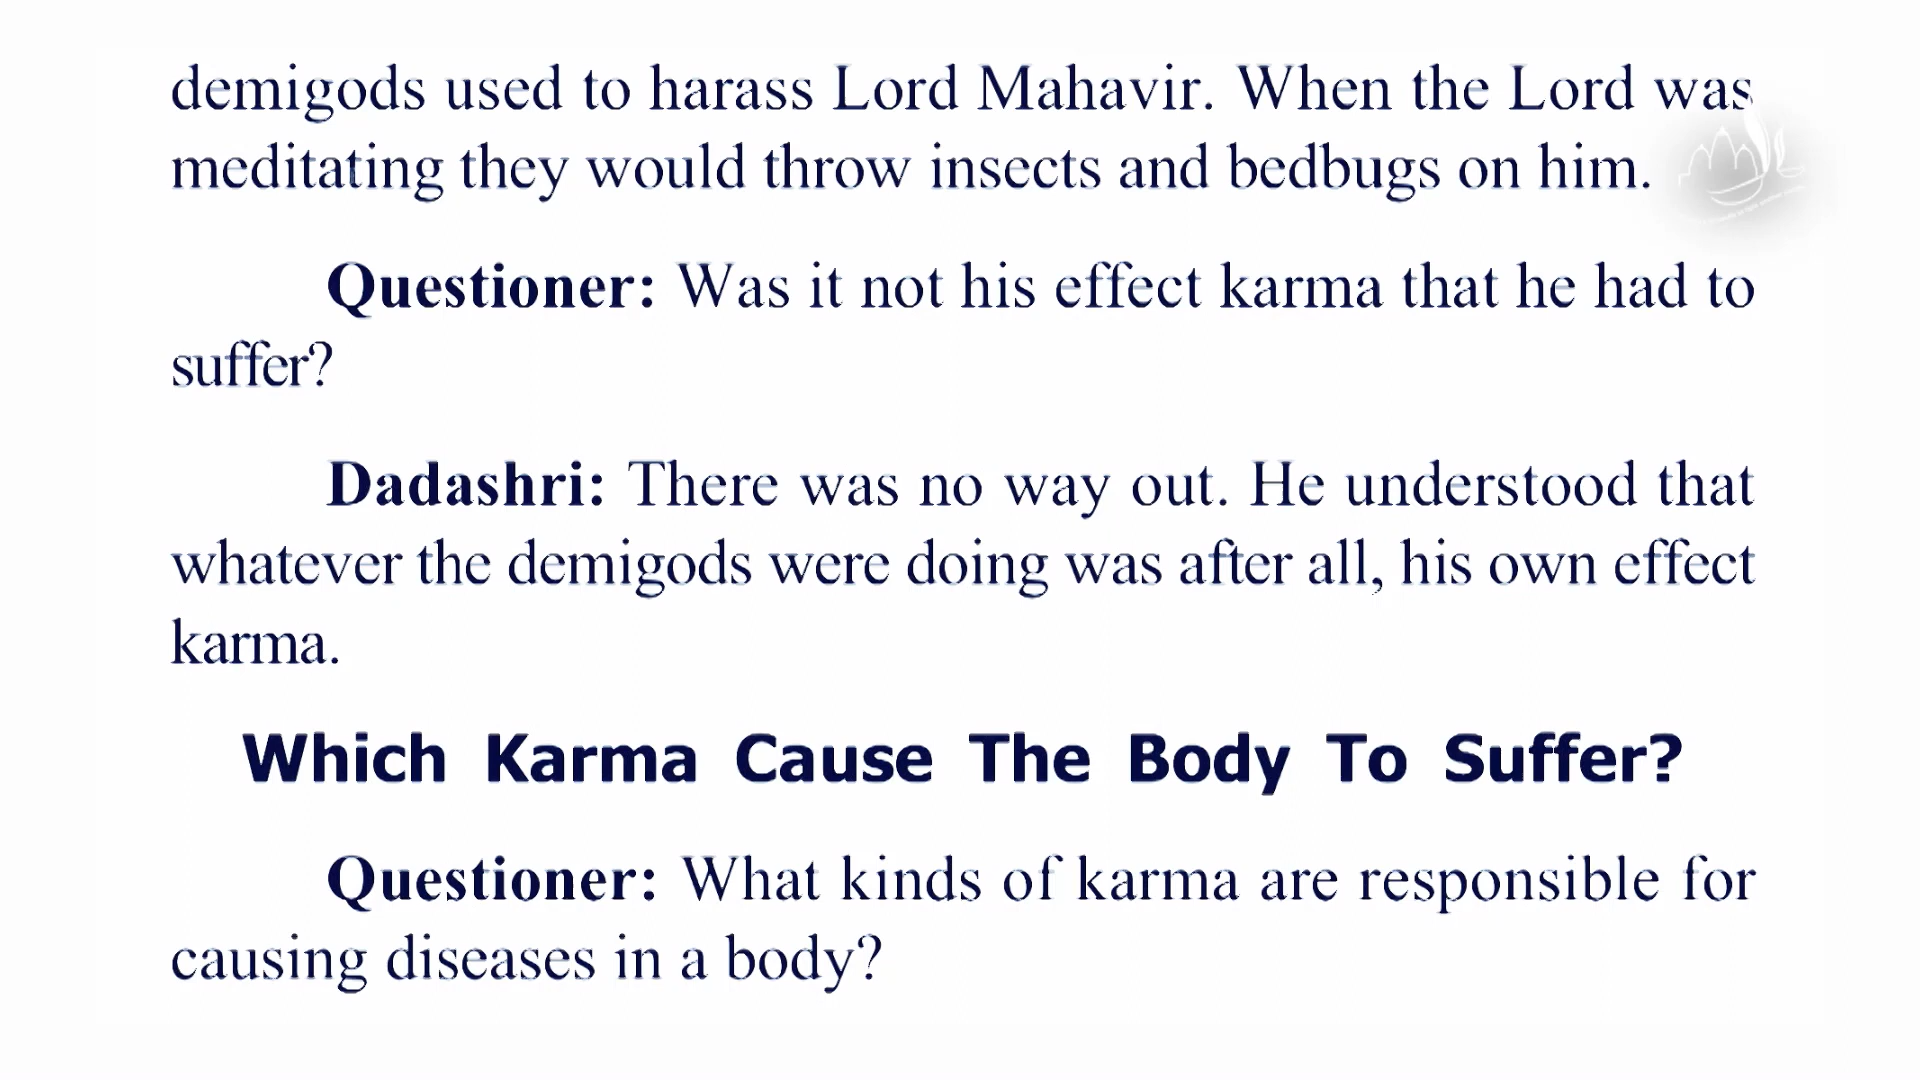 demigods used to harass Lord Mahavir. When the Lord was
meditating they would throw insects and bedbugs on him.
Questioner: Was it not his effect karma that he had to
suffer?
Dadashri: There was no way out. He understood that
whatever the demigods were doing was after all, his own effect
karma.
Which Karma Cause The Body To Suffer?
Questioner: What kinds of karma are responsible for
causing diseases in a body?